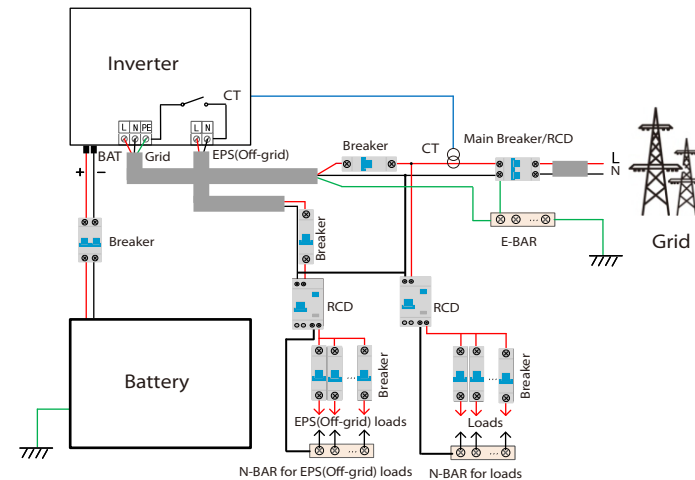 Inverter
CT
L N PE
L N
BAT
Grid
EPS(Off-grid)
+
−
Breaker
CT
Main Breaker/RCD
L
N
Grid
E-BAR
Breaker
Breaker
RCD
RCD
Battery
...
Breaker
...
Breaker
EPS(Off-grid) loads
Loads
...
N-BAR for EPS(Off-grid) loads
...
N-BAR for loads
...